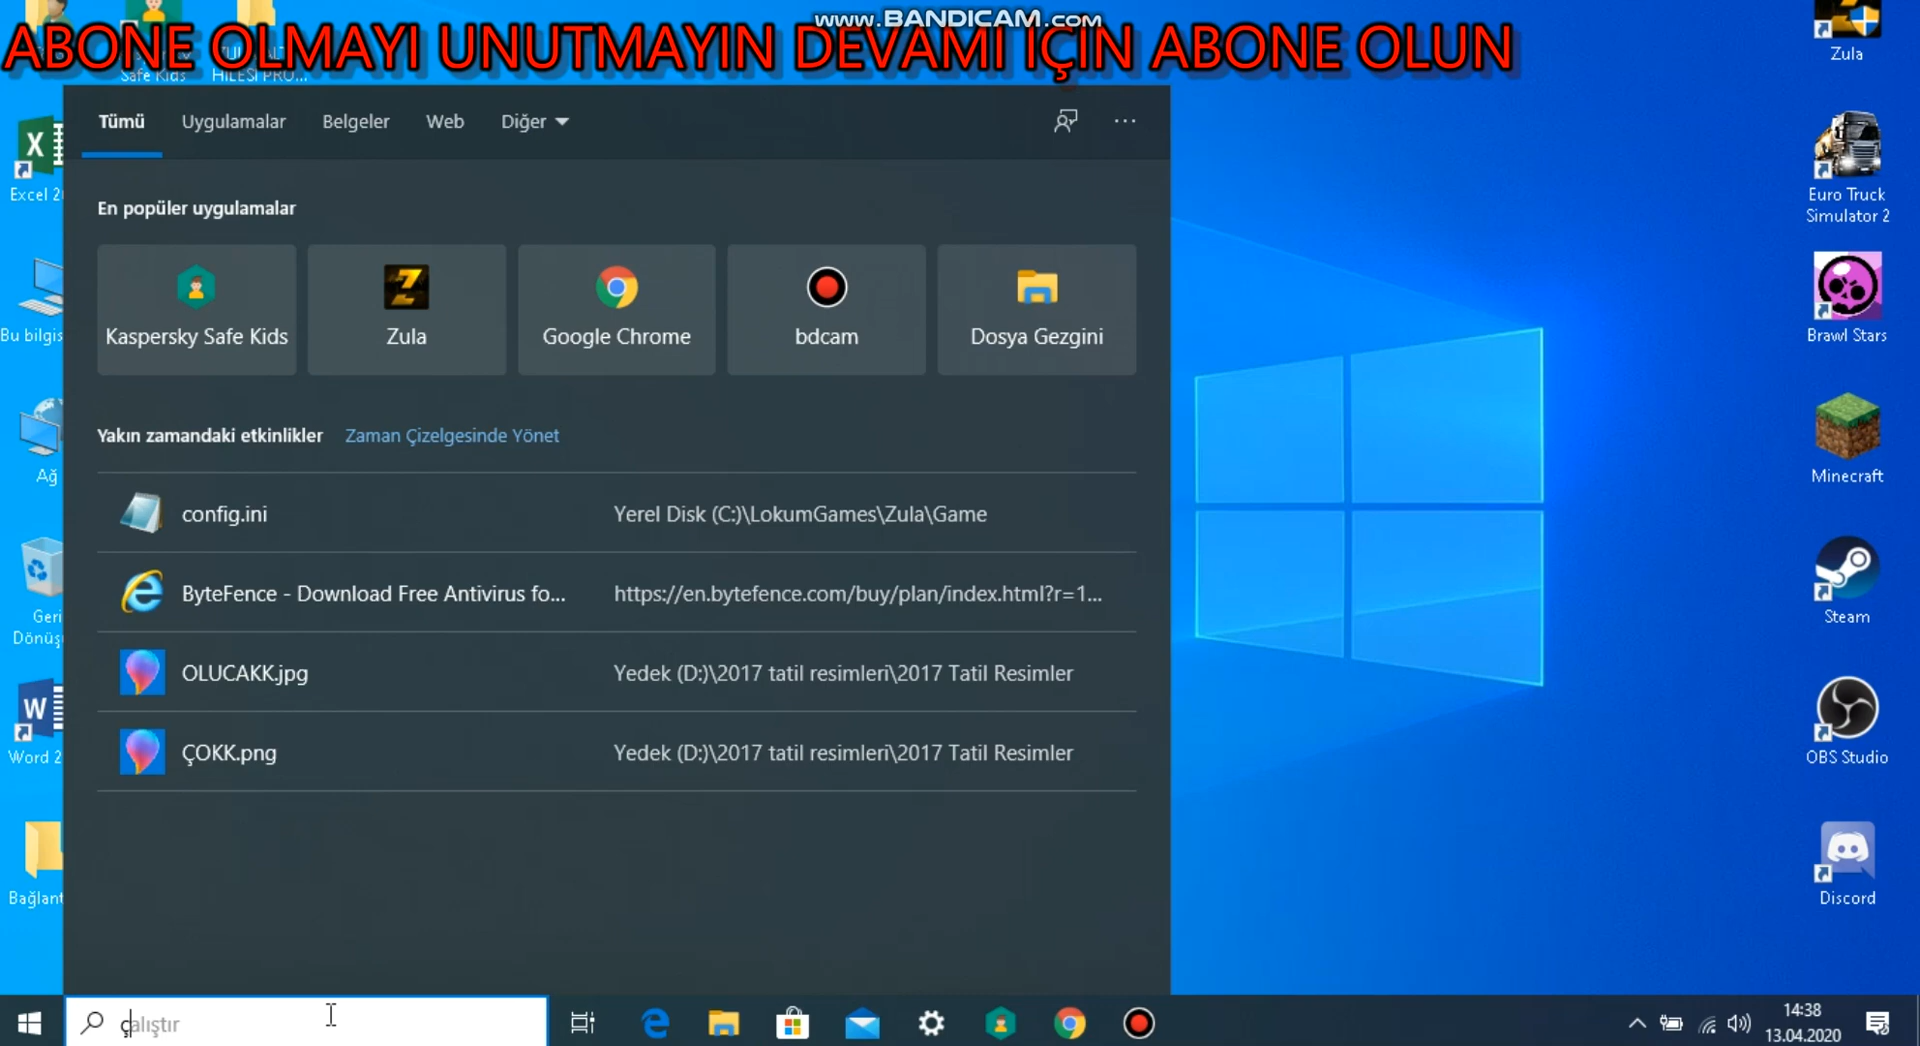 www.BANDICAM.com
ABONE OLMAYI UNUTMAYIN DEVAMI İÇİN ABONE OLUN
Safe Kids
HİLESİ PRO...
Zula
Tümü
Uygulamalar
Belgeler
Web
Diğer
En popüler uygulamalar
Kaspersky Safe Kids
Zula
Google Chrome
bdcam
Dosya Gezgini
Yakın zamandaki etkinlikler
Zaman Çizelgesinde Yönet
config.ini
Yerel Disk (C:)\LokumGames\Zula\Game
ByteFence - Download Free Antivirus fo...
https://en.bytefence.com/buy/plan/index.html?r=1...
OLUCAKK.jpg
Yedek (D:)\2017 tatil resimleri\2017 Tatil Resimler
ÇOKK.png
Yedek (D:)\2017 tatil resimleri\2017 Tatil Resimler
Excel 2
Bu bilgis
Ağ
Geri
Dönüş
Word 2
Bağlant
Euro Truck
Simulator 2
Brawl Stars
Minecraft
Steam
OBS Studio
Discord
çalıştır
14:38
13.04.2020